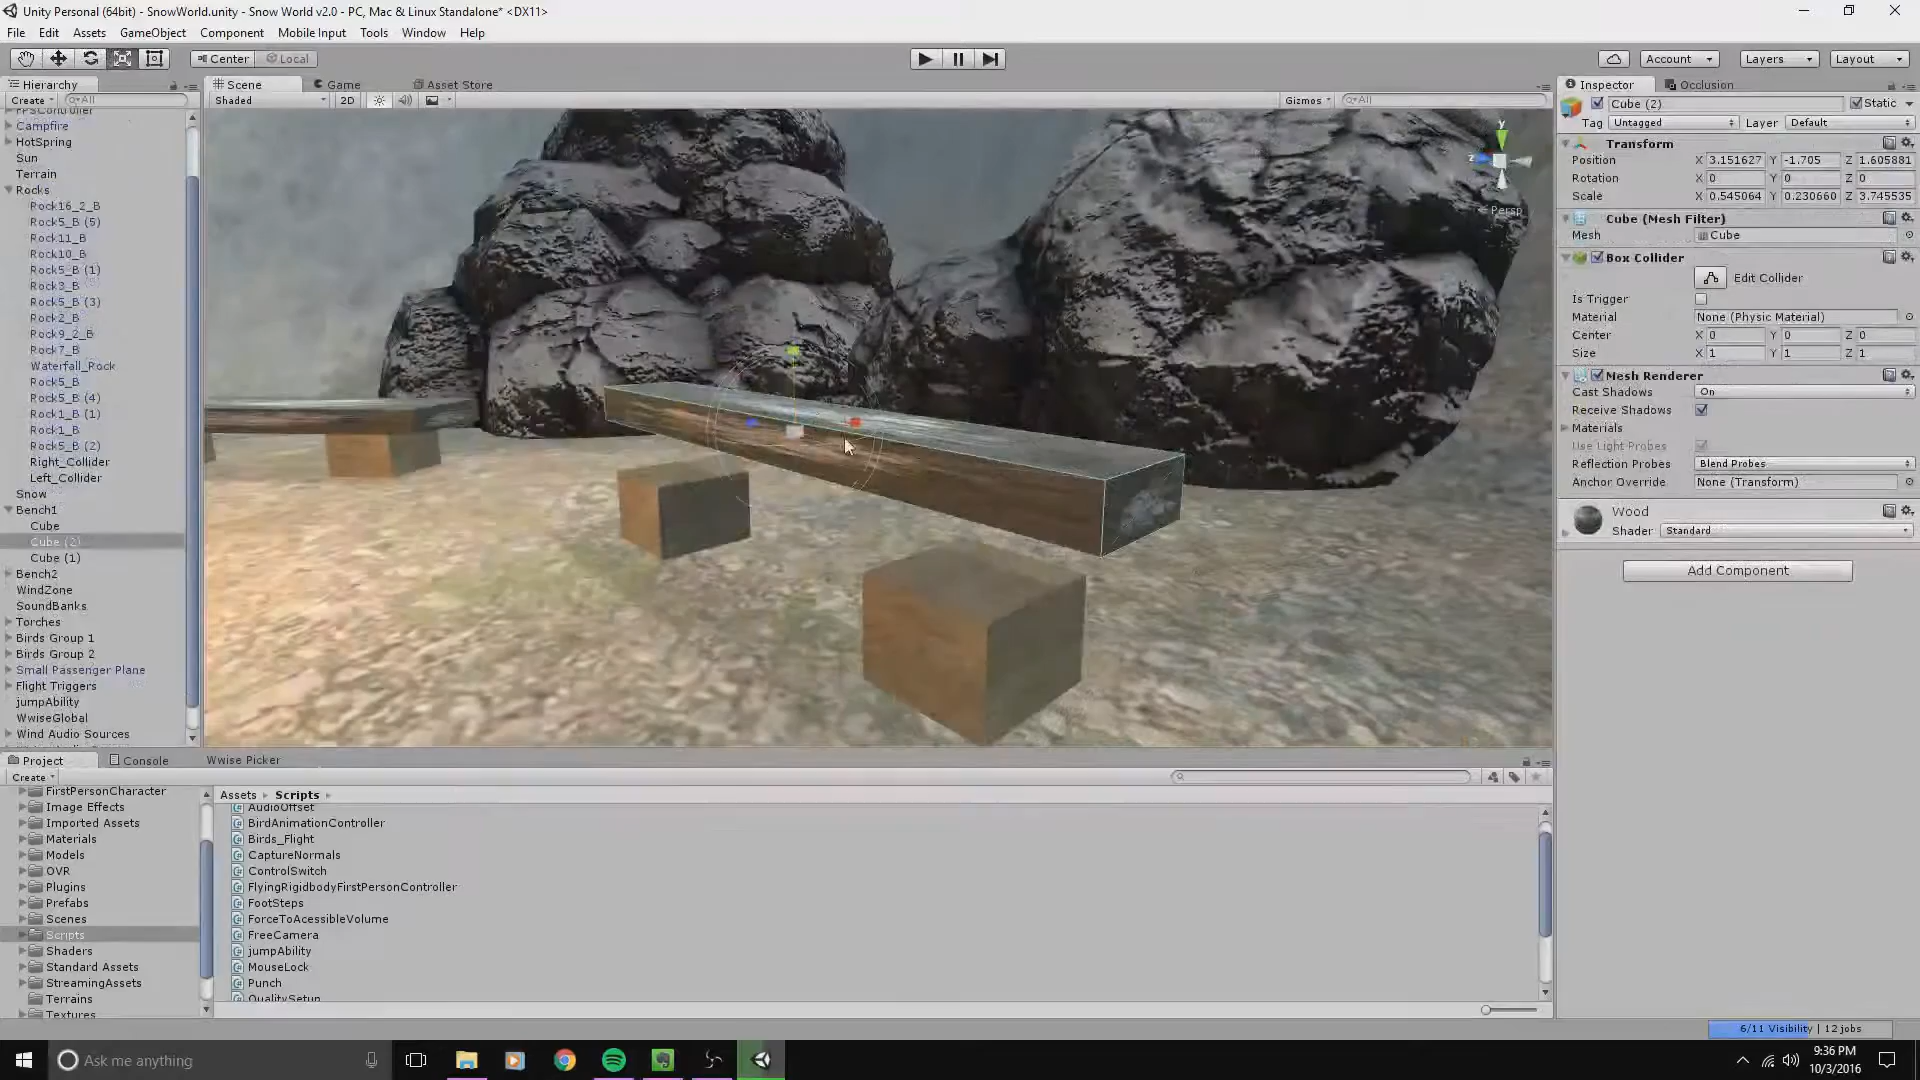 Unity Personal (64bit) - SnowWorld.unity - Snow World v2.0 - PC, Mac & Linux Standalone* <DX11>
File Edit Assets GameObject Component Mobile Input Tools Window Help
Center Local Account Layers Layout
Hierarchy
Create All
FPSController
Campfire
HotSpring
Sun
Terrain
Rocks
Rock16_2_B
Rock5_B (5)
Rock11_B
Rock10_B
Rock5_B (1)
Rock3_B
Rock5_B (3)
Rock2_B
Rock9_2_B
Rock7_B
Waterfall_Rock
Rock5_B
Rock5_B (4)
Rock1_B (1)
Rock1_B
Rock5_B (2)
Right_Collider
Left_Collider
Snow
Bench1
Cube
Cube (2)
Cube (1)
Bench2
WindZone
SoundBanks
Torches
Birds Group 1
Birds Group 2
Small Passenger Plane
Flight Triggers
jumpAbility
WwiseGlobal
Wind Audio Sources
Scene Game Asset Store
Shaded 2D Gizmos All
y
z
Persp
Inspector Occlusion
Cube (2) Static
Tag Untagged Layer Default
Transform
Position X 3.151627 Y -1.705 Z 1.605881
Rotation X 0 Y 0 Z 0
Scale X 0.545064 Y 0.230660 Z 3.745535
Cube (Mesh Filter)
Mesh Cube
Box Collider
Edit Collider
Is Trigger
Material None (Physic Material)
Center X 0 Y 0 Z 0
Size X 1 Y 1 Z 1
Mesh Renderer
Cast Shadows On
Receive Shadows
Materials
Use Light Probes
Reflection Probes Blend Probes
Anchor Override None (Transform)
Wood
Shader Standard
Add Component
Project Console Wwise Picker
Create
FirstPersonCharacter
Image Effects
Imported Assets
Materials
Models
OVR
Plugins
Prefabs
Scenes
Scripts
Shaders
Standard Assets
StreamingAssets
Terrains
Textures
Assets Scripts
AudioOffset
BirdAnimationController
Birds_Flight
CaptureNormals
ControlSwitch
FlyingRigidbodyFirstPersonController
FootSteps
ForceToAcessibleVolume
FreeCamera
jumpAbility
MouseLock
Punch
QualitySetup
6/11 Visibility | 12 jobs
Ask me anything
9:36 PM
10/3/2016